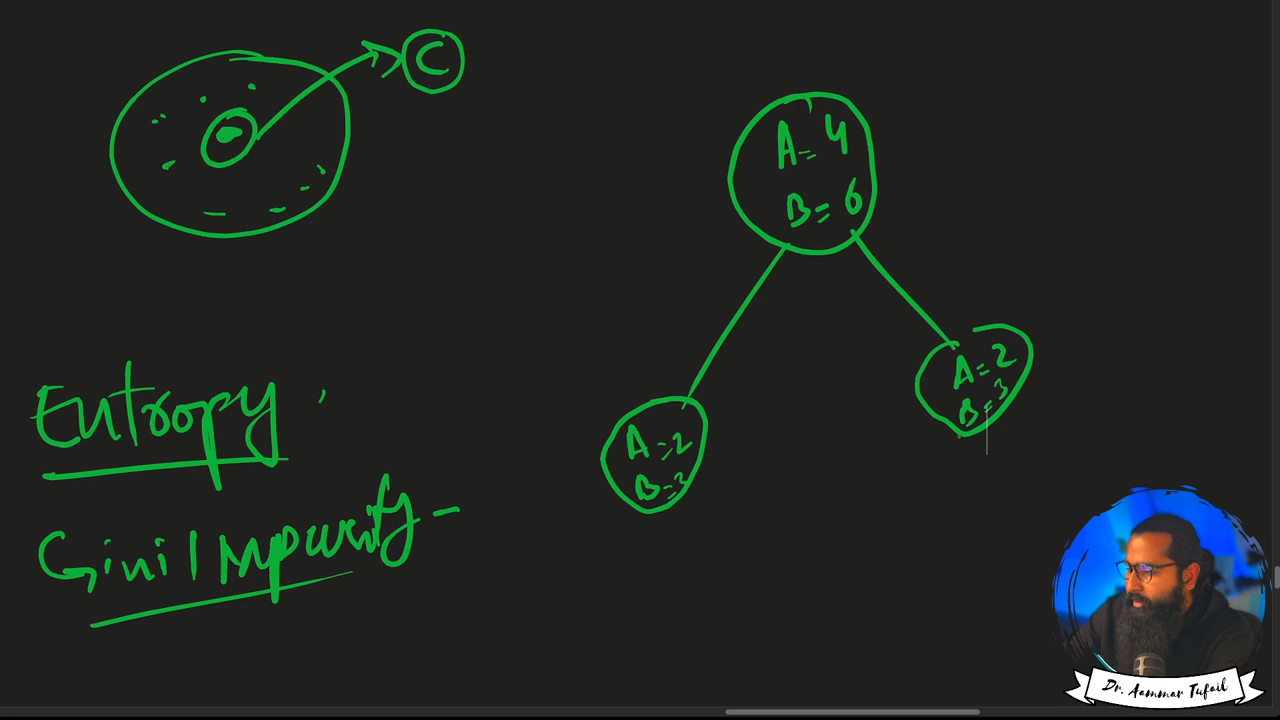 C
A=4
B=6
A=2
B=3
A=2
B=3
Entropy
Gini Impurity -
Dr. Aammar Tufail